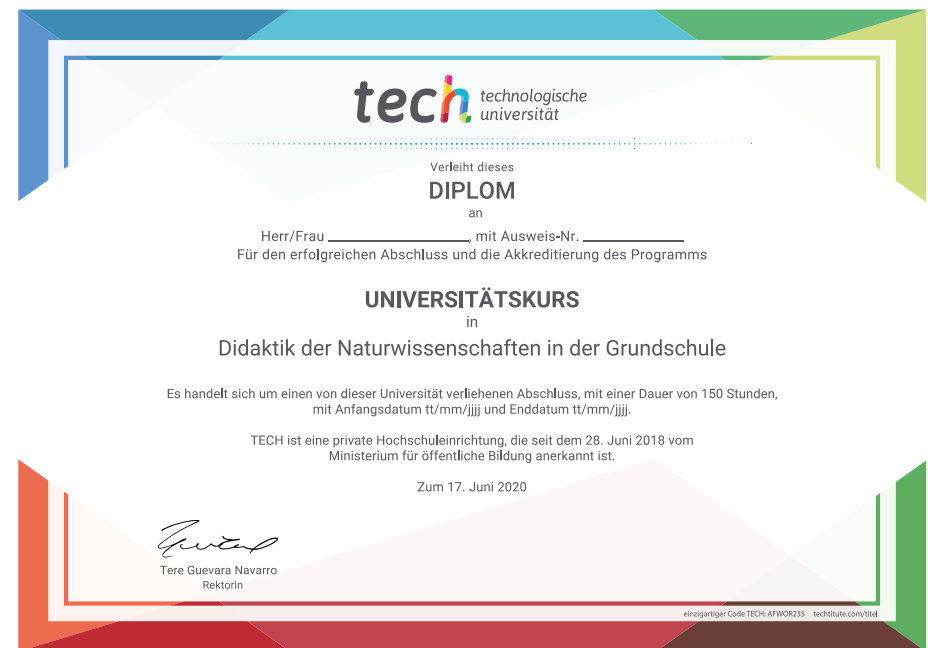 tech technologische
universität
Verleiht dieses
DIPLOM
an
Herr/Frau ____________________, mit Ausweis-Nr. ______________
Für den erfolgreichen Abschluss und die Akkreditierung des Programms
UNIVERSITÄTSKURS
in
Didaktik der Naturwissenschaften in der Grundschule
Es handelt sich um einen von dieser Universität verliehenen Abschluss, mit einer Dauer von 150 Stunden,
mit Anfangsdatum tt/mm/jjjj und Enddatum tt/mm/jjjj.
TECH ist eine private Hochschuleinrichtung, die seit dem 28. Juni 2018 vom
Ministerium für öffentliche Bildung anerkannt ist.
Zum 17. Juni 2020
Tere Guevara Navarro
Rektorin
einzigartiger Code TECH: AFWOR23S techtitute.com/titel